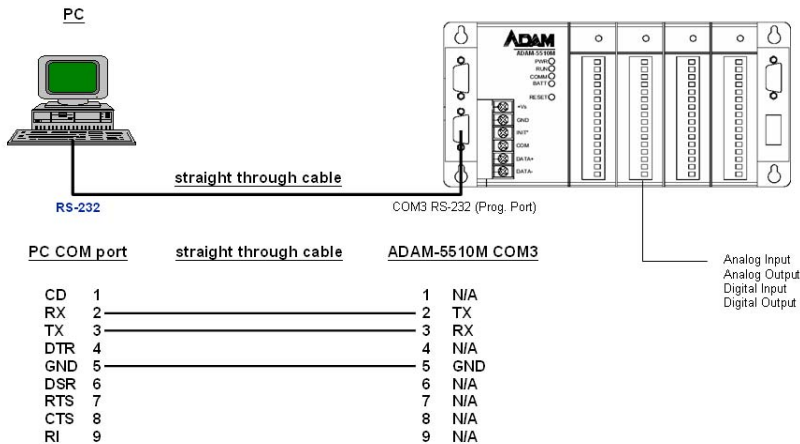 PC
ADAM
ADAM-5510M
PWR
RUN
COMM
BATT
RESET
+Vs
GND
INIT*
COM
DATA+
DATA-
straight through cable
RS-232
COM3 RS-232 (Prog. Port)
Analog Input
Analog Output
Digital Input
Digital Output
PC COM port straight through cable ADAM-5510M COM3
CD 1 1 N/A
RX 2 2 TX
TX 3 3 RX
DTR 4 4 N/A
GND 5 5 GND
DSR 6 6 N/A
RTS 7 7 N/A
CTS 8 8 N/A
RI 9 9 N/A